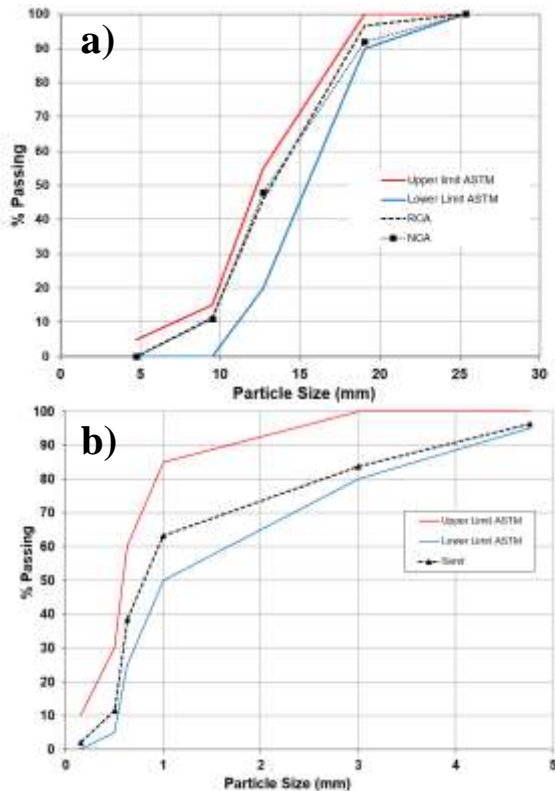 a)
100
90
80
70
60
50
40
30
20
10
0
% Passing
Upper limit ASTM
Lower Limit ASTM
RCA
NCA
0 5 10 15 20 25 30
Particle Size (mm)
b)
100
90
80
70
60
50
40
30
20
10
0
% Passing
Upper Limit ASTM
Lower Limit ASTM
Sand
0 1 2 3 4 5
Particle Size (mm)